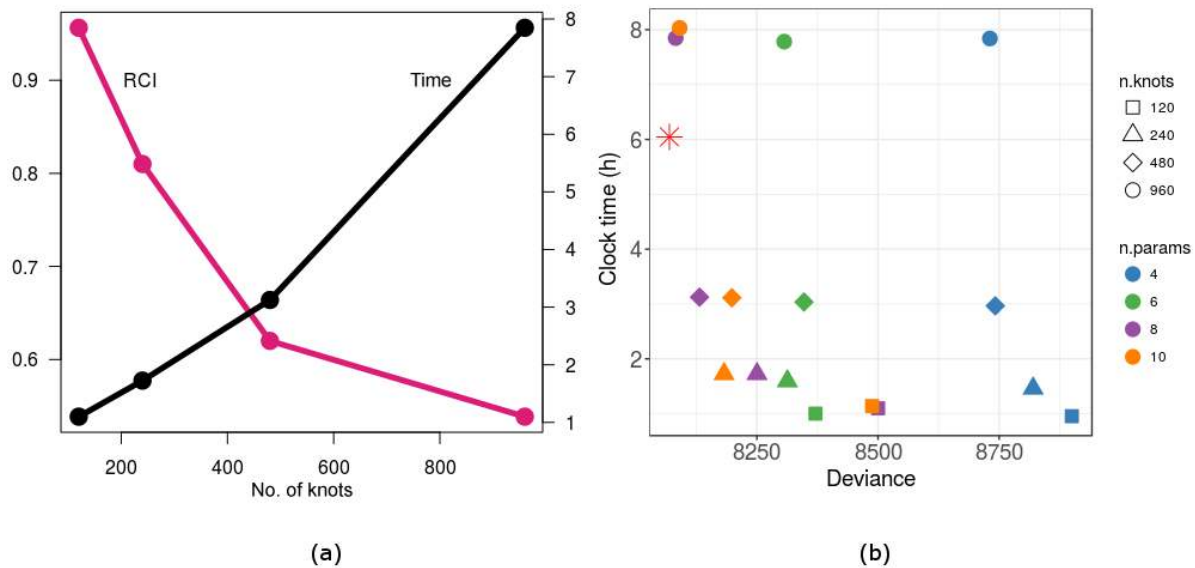 0.9
0.8
0.7
0.6
RCI
Time
8
7
6
5
4
3
2
1
200 400 600 800
No. of knots
(a)
8
6
4
2
Clock time (h)
8250 8500 8750
Deviance
n.knots
120
240
480
960
n.params
4
6
8
10
(b)